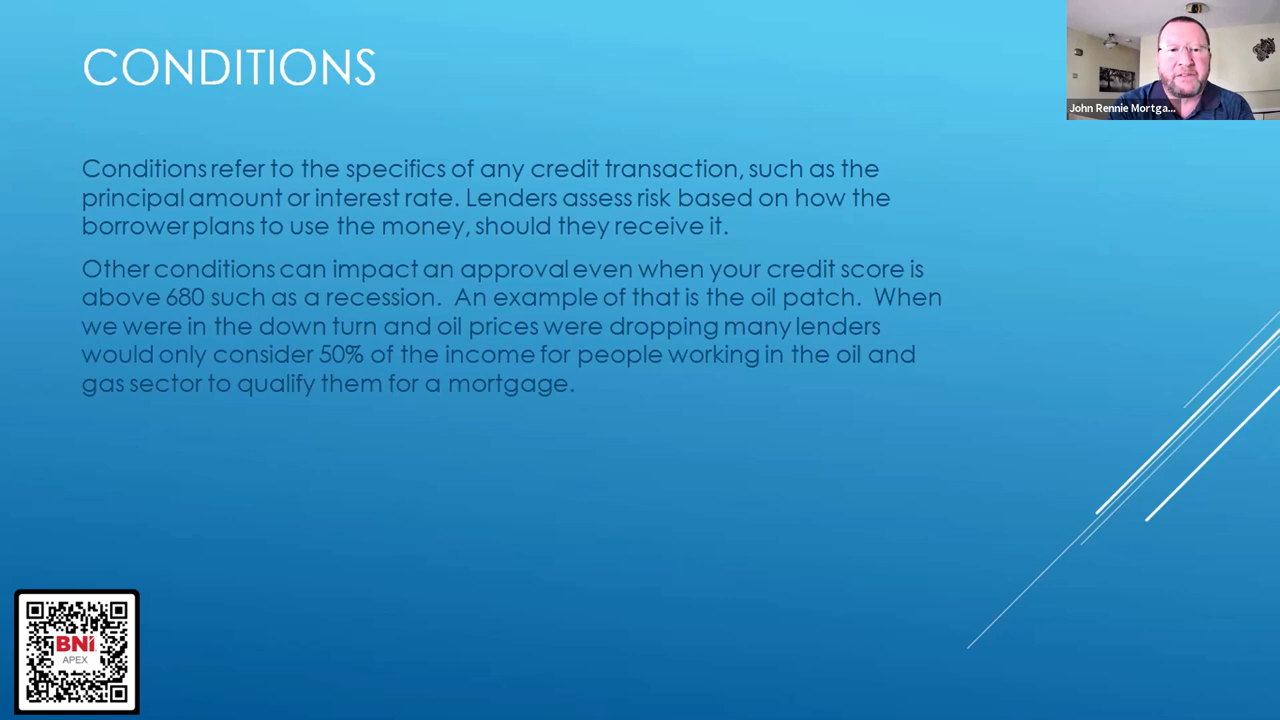 CONDITIONS
John Rennie Mortga...
Conditions refer to the specifics of any credit transaction, such as the
principal amount or interest rate. Lenders assess risk based on how the
borrower plans to use the money, should they receive it.
Other conditions can impact an approval even when your credit score is
above 680 such as a recession.  An example of that is the oil patch.  When
we were in the down turn and oil prices were dropping many lenders
would only consider 50% of the income for people working in the oil and
gas sector to qualify them for a mortgage.
BNI
APEX